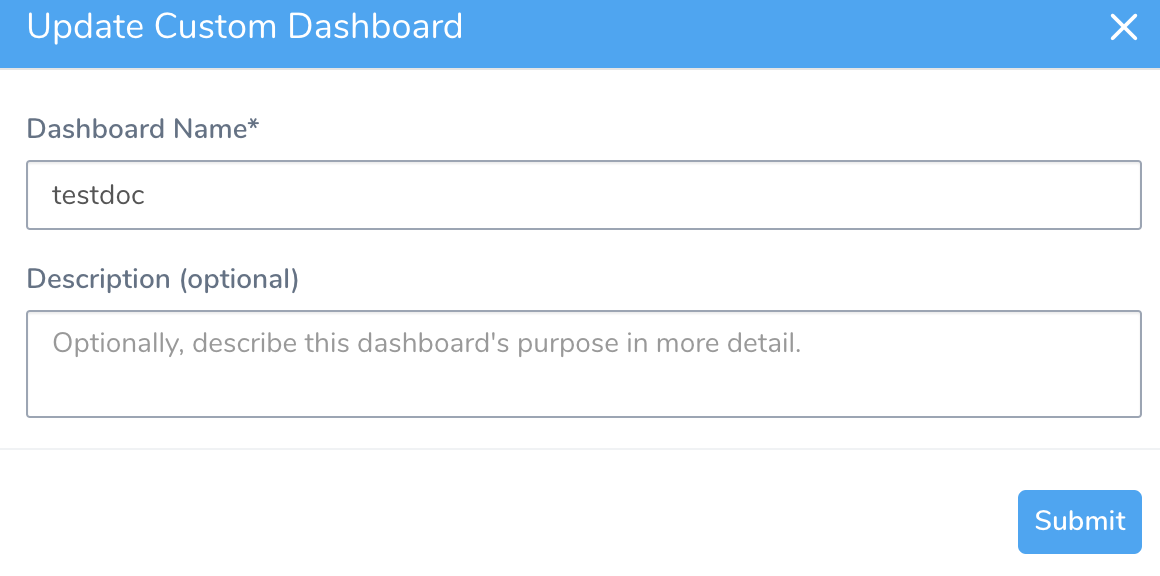 Update Custom Dashboard
Dashboard Name*
testdoc
Description (optional)
Optionally, describe this dashboard's purpose in more detail.
Submit